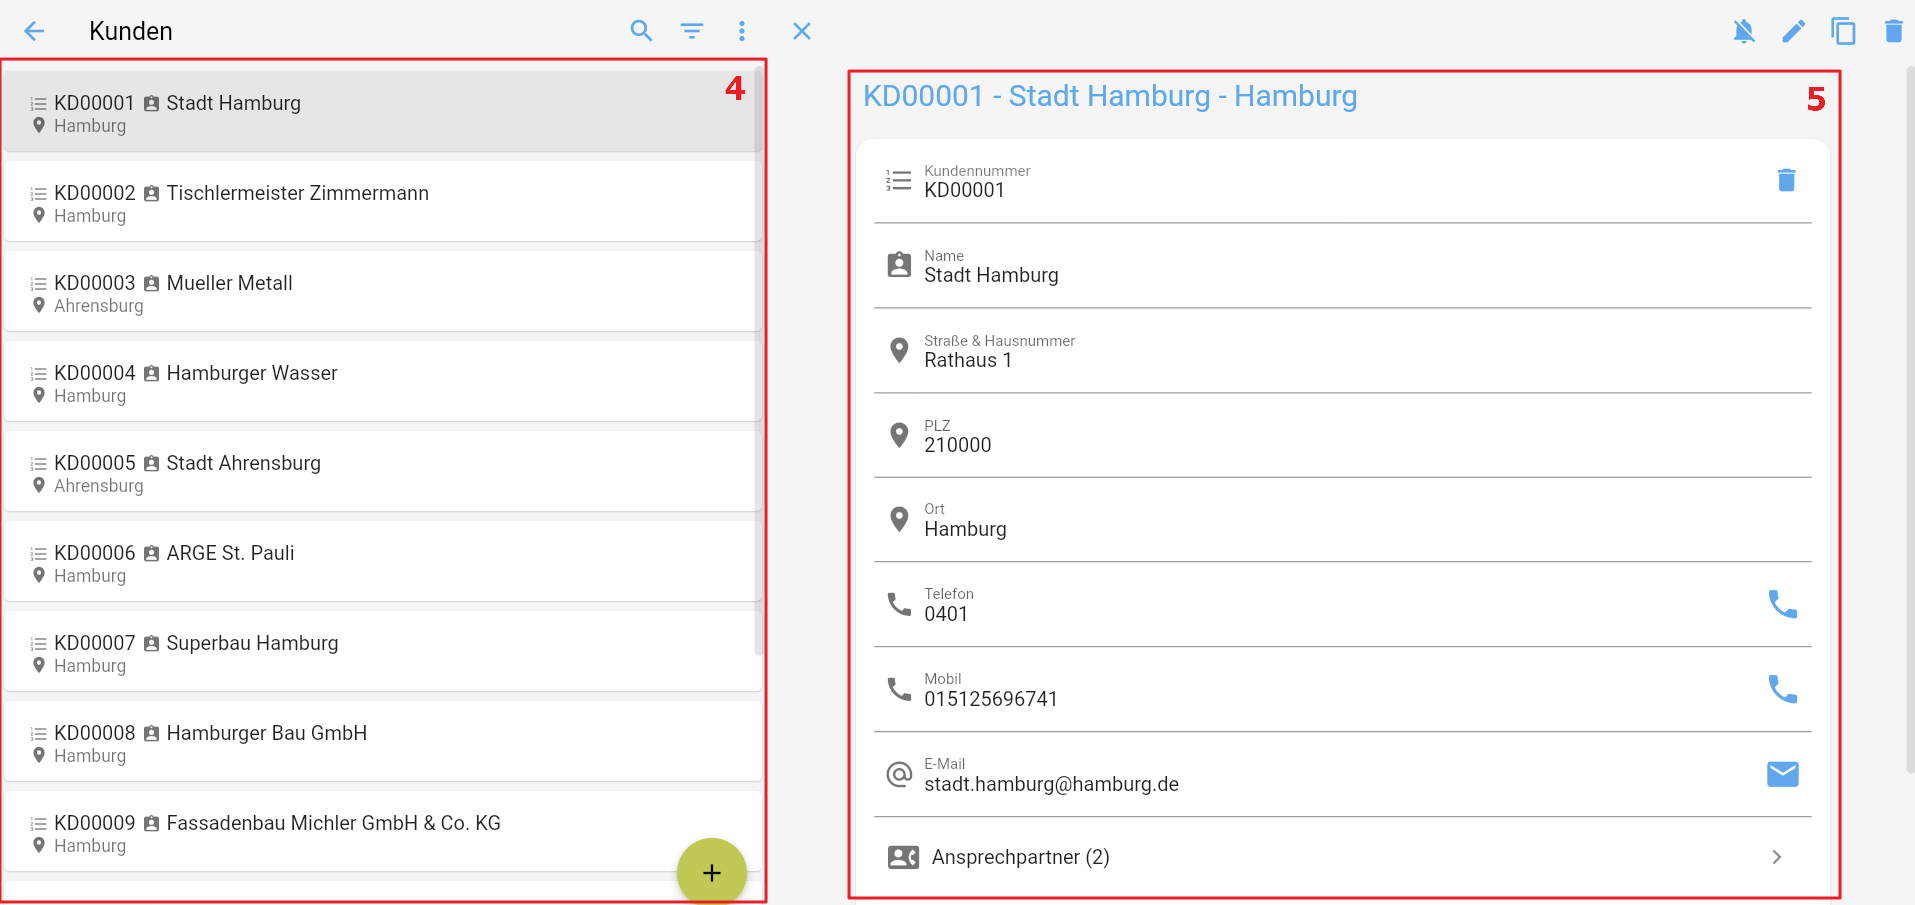 Kunden
4
KD00001 Stadt Hamburg
Hamburg
KD00002 Tischlermeister Zimmermann
Hamburg
KD00003 Mueller Metall
Ahrensburg
KD00004 Hamburger Wasser
Hamburg
KD00005 Stadt Ahrensburg
Ahrensburg
KD00006 ARGE St. Pauli
Hamburg
KD00007 Superbau Hamburg
Hamburg
KD00008 Hamburger Bau GmbH
Hamburg
KD00009 Fassadenbau Michler GmbH & Co. KG
Hamburg
KD00001 - Stadt Hamburg - Hamburg
5
Kundennummer
KD00001
Name
Stadt Hamburg
Straße & Hausnummer
Rathaus 1
PLZ
210000
Ort
Hamburg
Telefon
0401
Mobil
015125696741
E-Mail
stadt.hamburg@hamburg.de
Ansprechpartner (2)